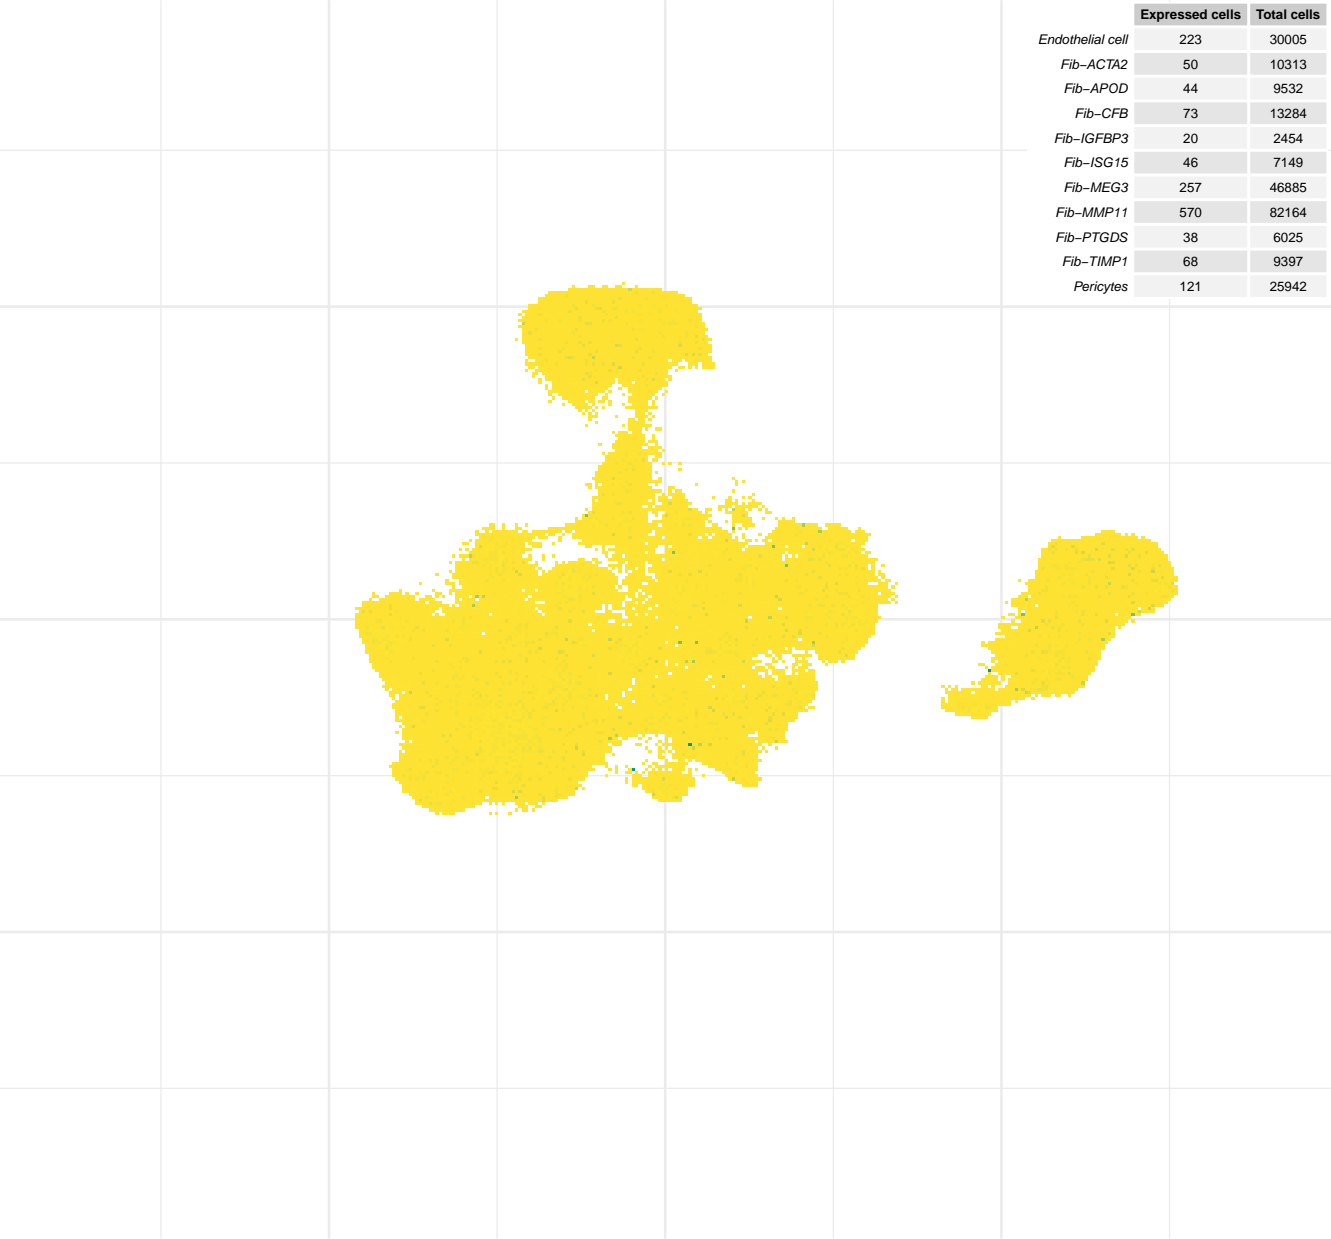 Expressed cells Total cells
Endothelial cell 223 30005
Fib−ACTA2 50 10313
Fib−APOD 44 9532
Fib−CFB 73 13284
Fib−IGFBP3 20 2454
Fib−ISG15 46 7149
Fib−MEG3 257 46885
Fib−MMP11 570 82164
Fib−PTGDS 38 6025
Fib−TIMP1 68 9397
Pericytes 121 25942